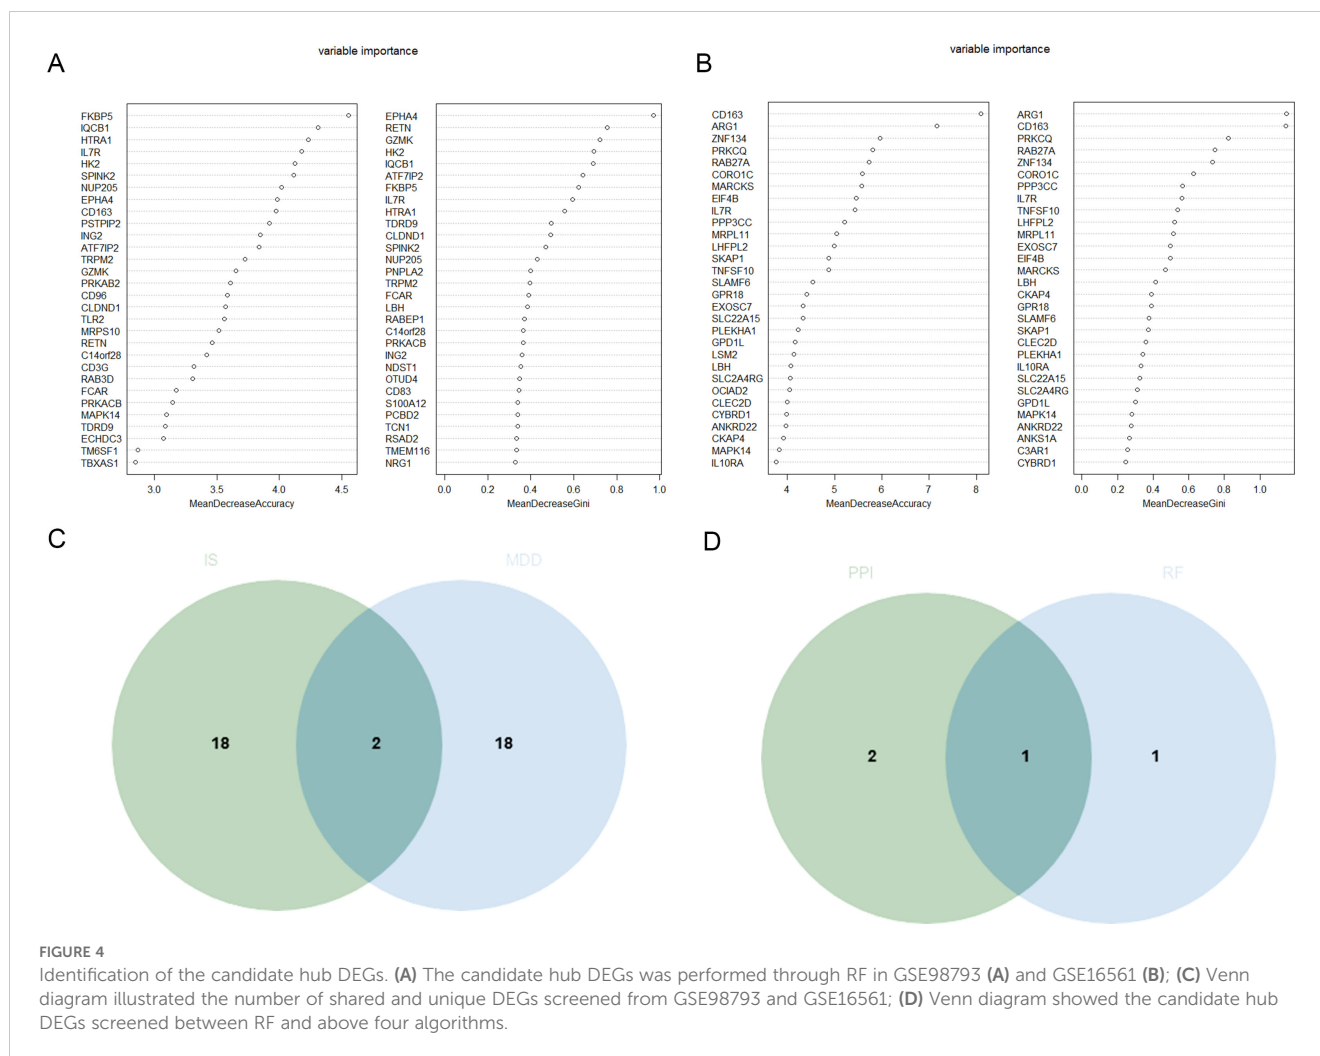 A
variable importance
FKBP5
IQCB1
HTRA1
IL7R
HK2
SPINK2
NUP205
EPHA4
CD163
PSTPIP2
ING2
ATF7IP2
TRPM2
GZMK
PRKAB2
CD96
CLDND1
TLR2
MRPS10
RETN
C14orf28
CD3G
RAB3D
FCAR
PRKACB
MAPK14
TDRD9
ECHDC3
TM6SF1
TBXAS1
3.0 3.5 4.0 4.5
MeanDecreaseAccuracy
EPHA4
RETN
GZMK
HK2
IQCB1
ATF7IP2
FKBP5
IL7R
HTRA1
TDRD9
CLDND1
SPINK2
NUP205
PNPLA2
TRPM2
FCAR
LBH
RABEP1
C14orf28
PRKACB
ING2
NDST1
OTUD4
CD83
S100A12
PCBD2
TCN1
RSAD2
TMEM116
NRG1
0.0 0.2 0.4 0.6 0.8 1.0
MeanDecreaseGini
B
variable importance
CD163
ARG1
ZNF134
PRKCQ
RAB27A
CORO1C
MARCKS
EIF4B
IL7R
PPP3CC
MRPL11
LHFPL2
SKAP1
TNFSF10
SLAMF6
GPR18
EXOSC7
SLC22A15
PLEKHA1
GPD1L
LSM2
LBH
SLC2A4RG
OCIAD2
CLEC2D
CYBRD1
ANKRD22
CKAP4
MAPK14
IL10RA
4 5 6 7 8
MeanDecreaseAccuracy
ARG1
CD163
PRKCQ
RAB27A
ZNF134
CORO1C
PPP3CC
IL7R
TNFSF10
LHFPL2
MRPL11
EXOSC7
EIF4B
MARCKS
LBH
CKAP4
GPR18
SLAMF6
SKAP1
CLEC2D
PLEKHA1
IL10RA
SLC22A15
SLC2A4RG
GPD1L
MAPK14
ANKRD22
ANKS1A
C3AR1
CYBRD1
0.0 0.2 0.4 0.6 0.8 1.0
MeanDecreaseGini
C
IS MDD
18 2 18
D
PPI RF
2 1 1
FIGURE 4
Identification of the candidate hub DEGs. (A) The candidate hub DEGs was performed through RF in GSE98793 (A) and GSE16561 (B); (C) Venn
diagram illustrated the number of shared and unique DEGs screened from GSE98793 and GSE16561; (D) Venn diagram showed the candidate hub
DEGs screened between RF and above four algorithms.